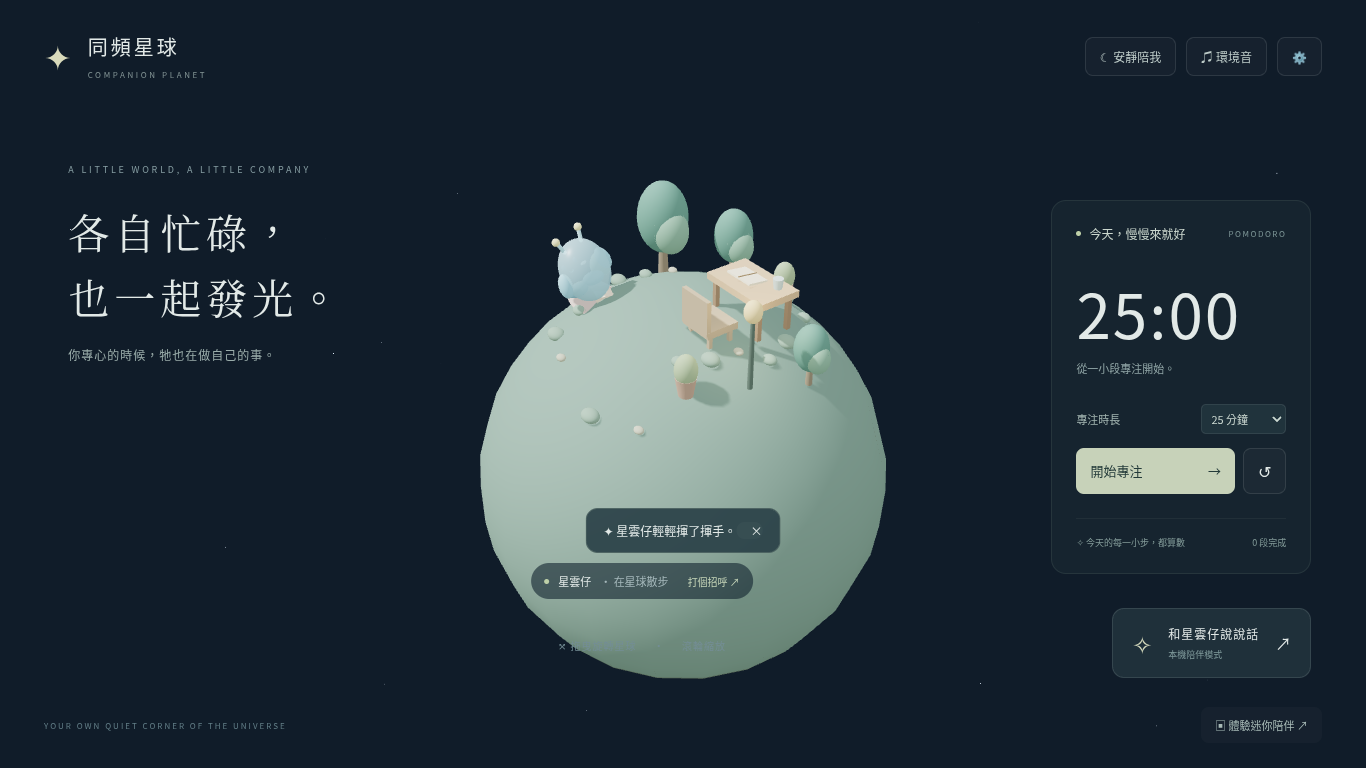 同頻星球
COMPANION PLANET
☾ 安靜陪我
♫ 環境音
A LITTLE WORLD, A LITTLE COMPANY
各自忙碌，
也一起發光。
你專心的時候，牠也在做自己的事。
今天，慢慢來就好
POMODORO
25:00
從一小段專注開始。
專注時長
25 分鐘
開始專注 →
↺
✧ 今天的每一小步，都算數
0 段完成
✦ 星雲仔輕輕揮了揮手。 ×
星雲仔 · 在星球散步 打個招呼 ↗
和星雲仔說說話 ↗
本機陪伴模式
YOUR OWN QUIET CORNER OF THE UNIVERSE
▣ 體驗迷你陪伴 ↗